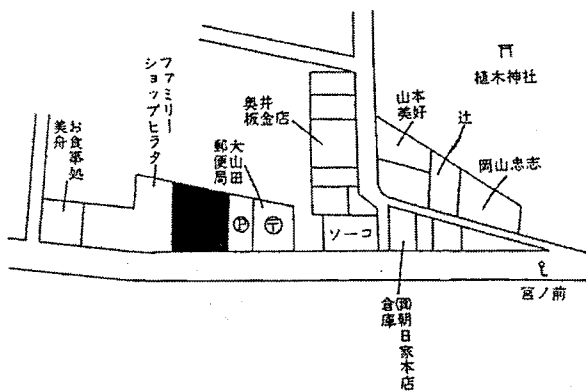 植木神社
山本
美好
辻
岡山忠志
奥井
板金店
ファミリー
ショップヒラタ
お食事処
美舟
大山田
郵便局
Ⓟ
〒
ソーコ
宮ノ前
㈲朝日家本店
倉庫